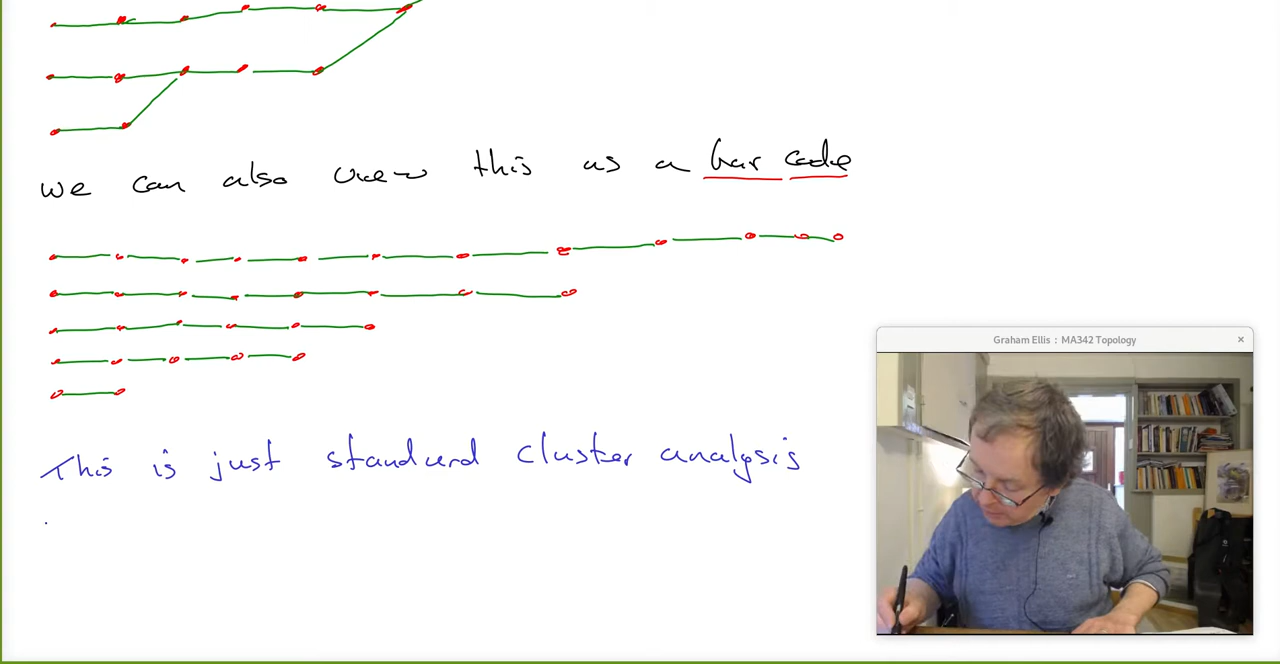 we can also view this as a bar code
Graham Ellis : MA342 Topology
This is just standard cluster analysis